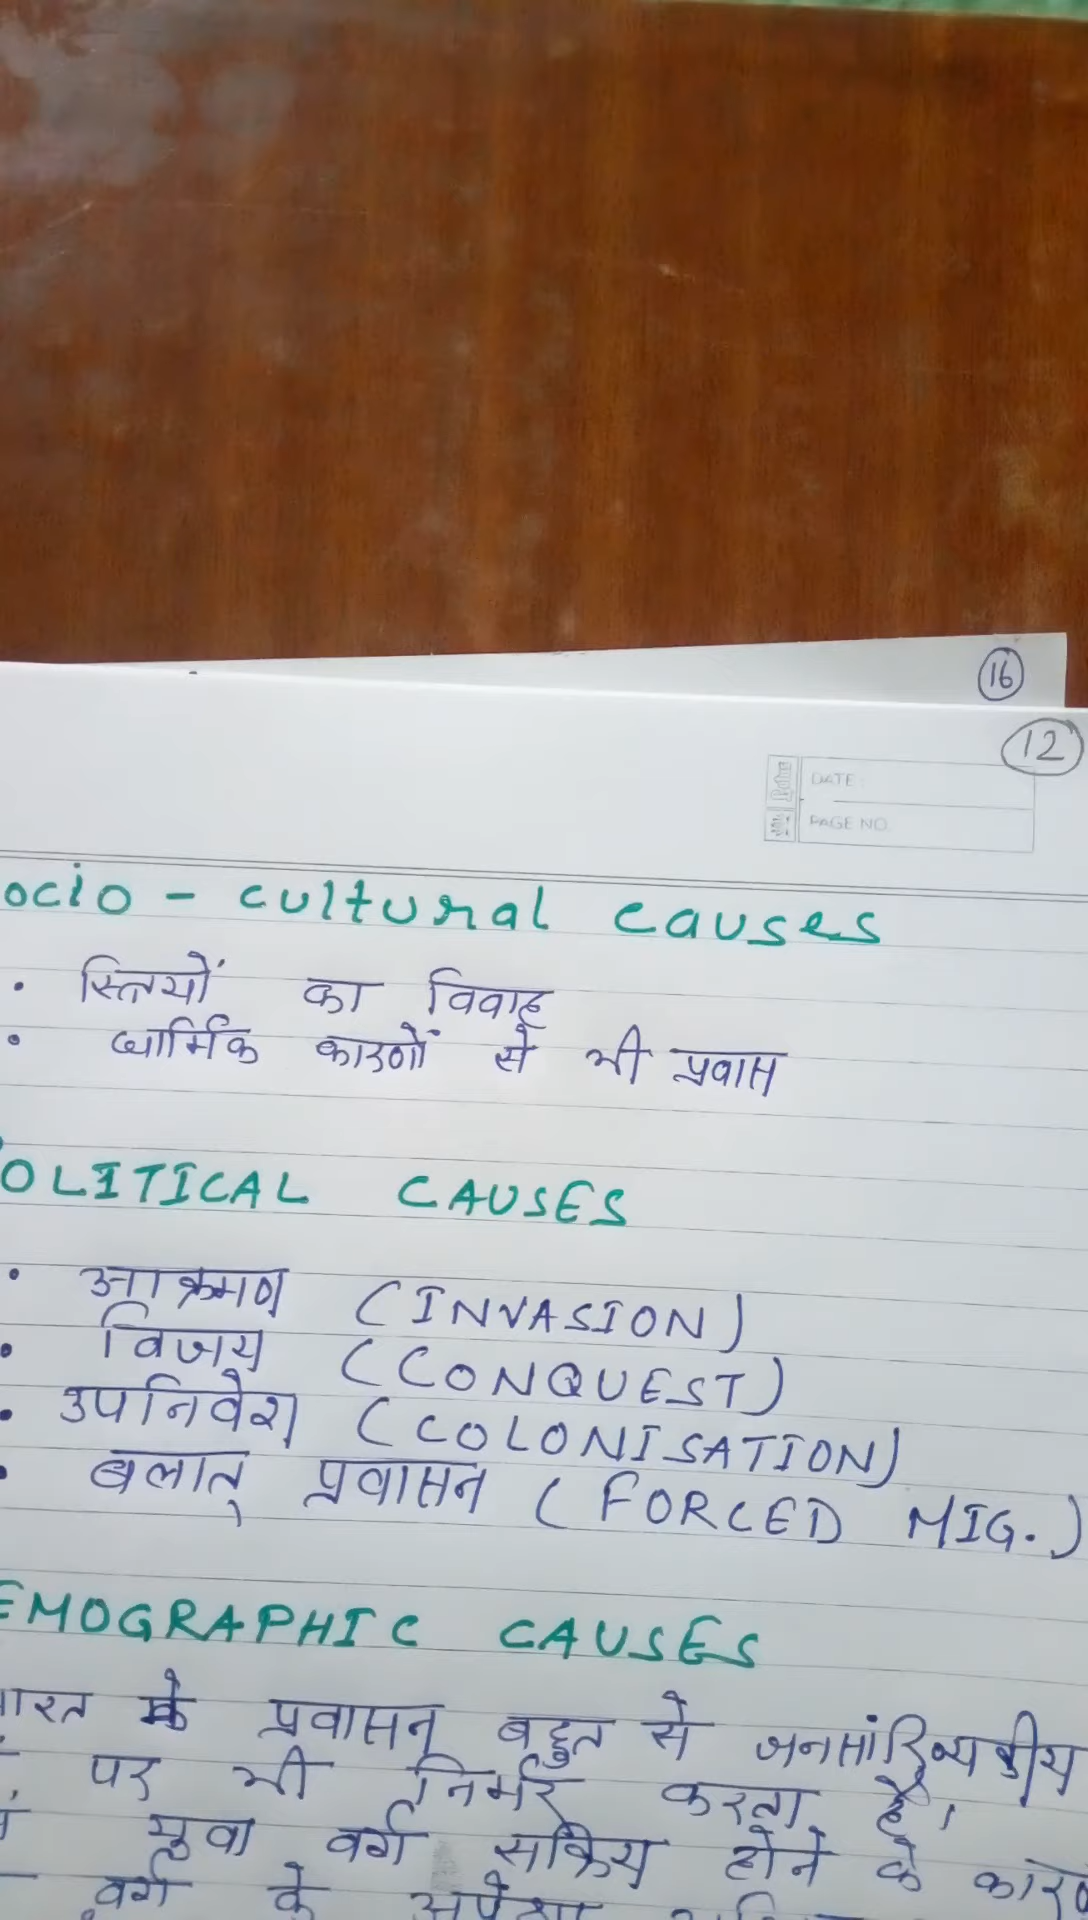 16
12
DATE :
PAGE NO.
ocio - cultural causes
• स्त्रियों का विवाह
• धार्मिक कारणों से भी प्रवास
OLITICAL CAUSES
• आक्रमण (INVASION)
• विजय (CONQUEST)
• उपनिवेश (COLONISATION)
• बलात् प्रवासन (FORCED MIG.)
EMOGRAPHIC CAUSES
ारत के प्रवासन बहुत से जनसांख्यिकीय
पर भी निर्भर करता है।
युवा वर्ग सक्रिय होने के कारण
वर्ग के अपेक्षा